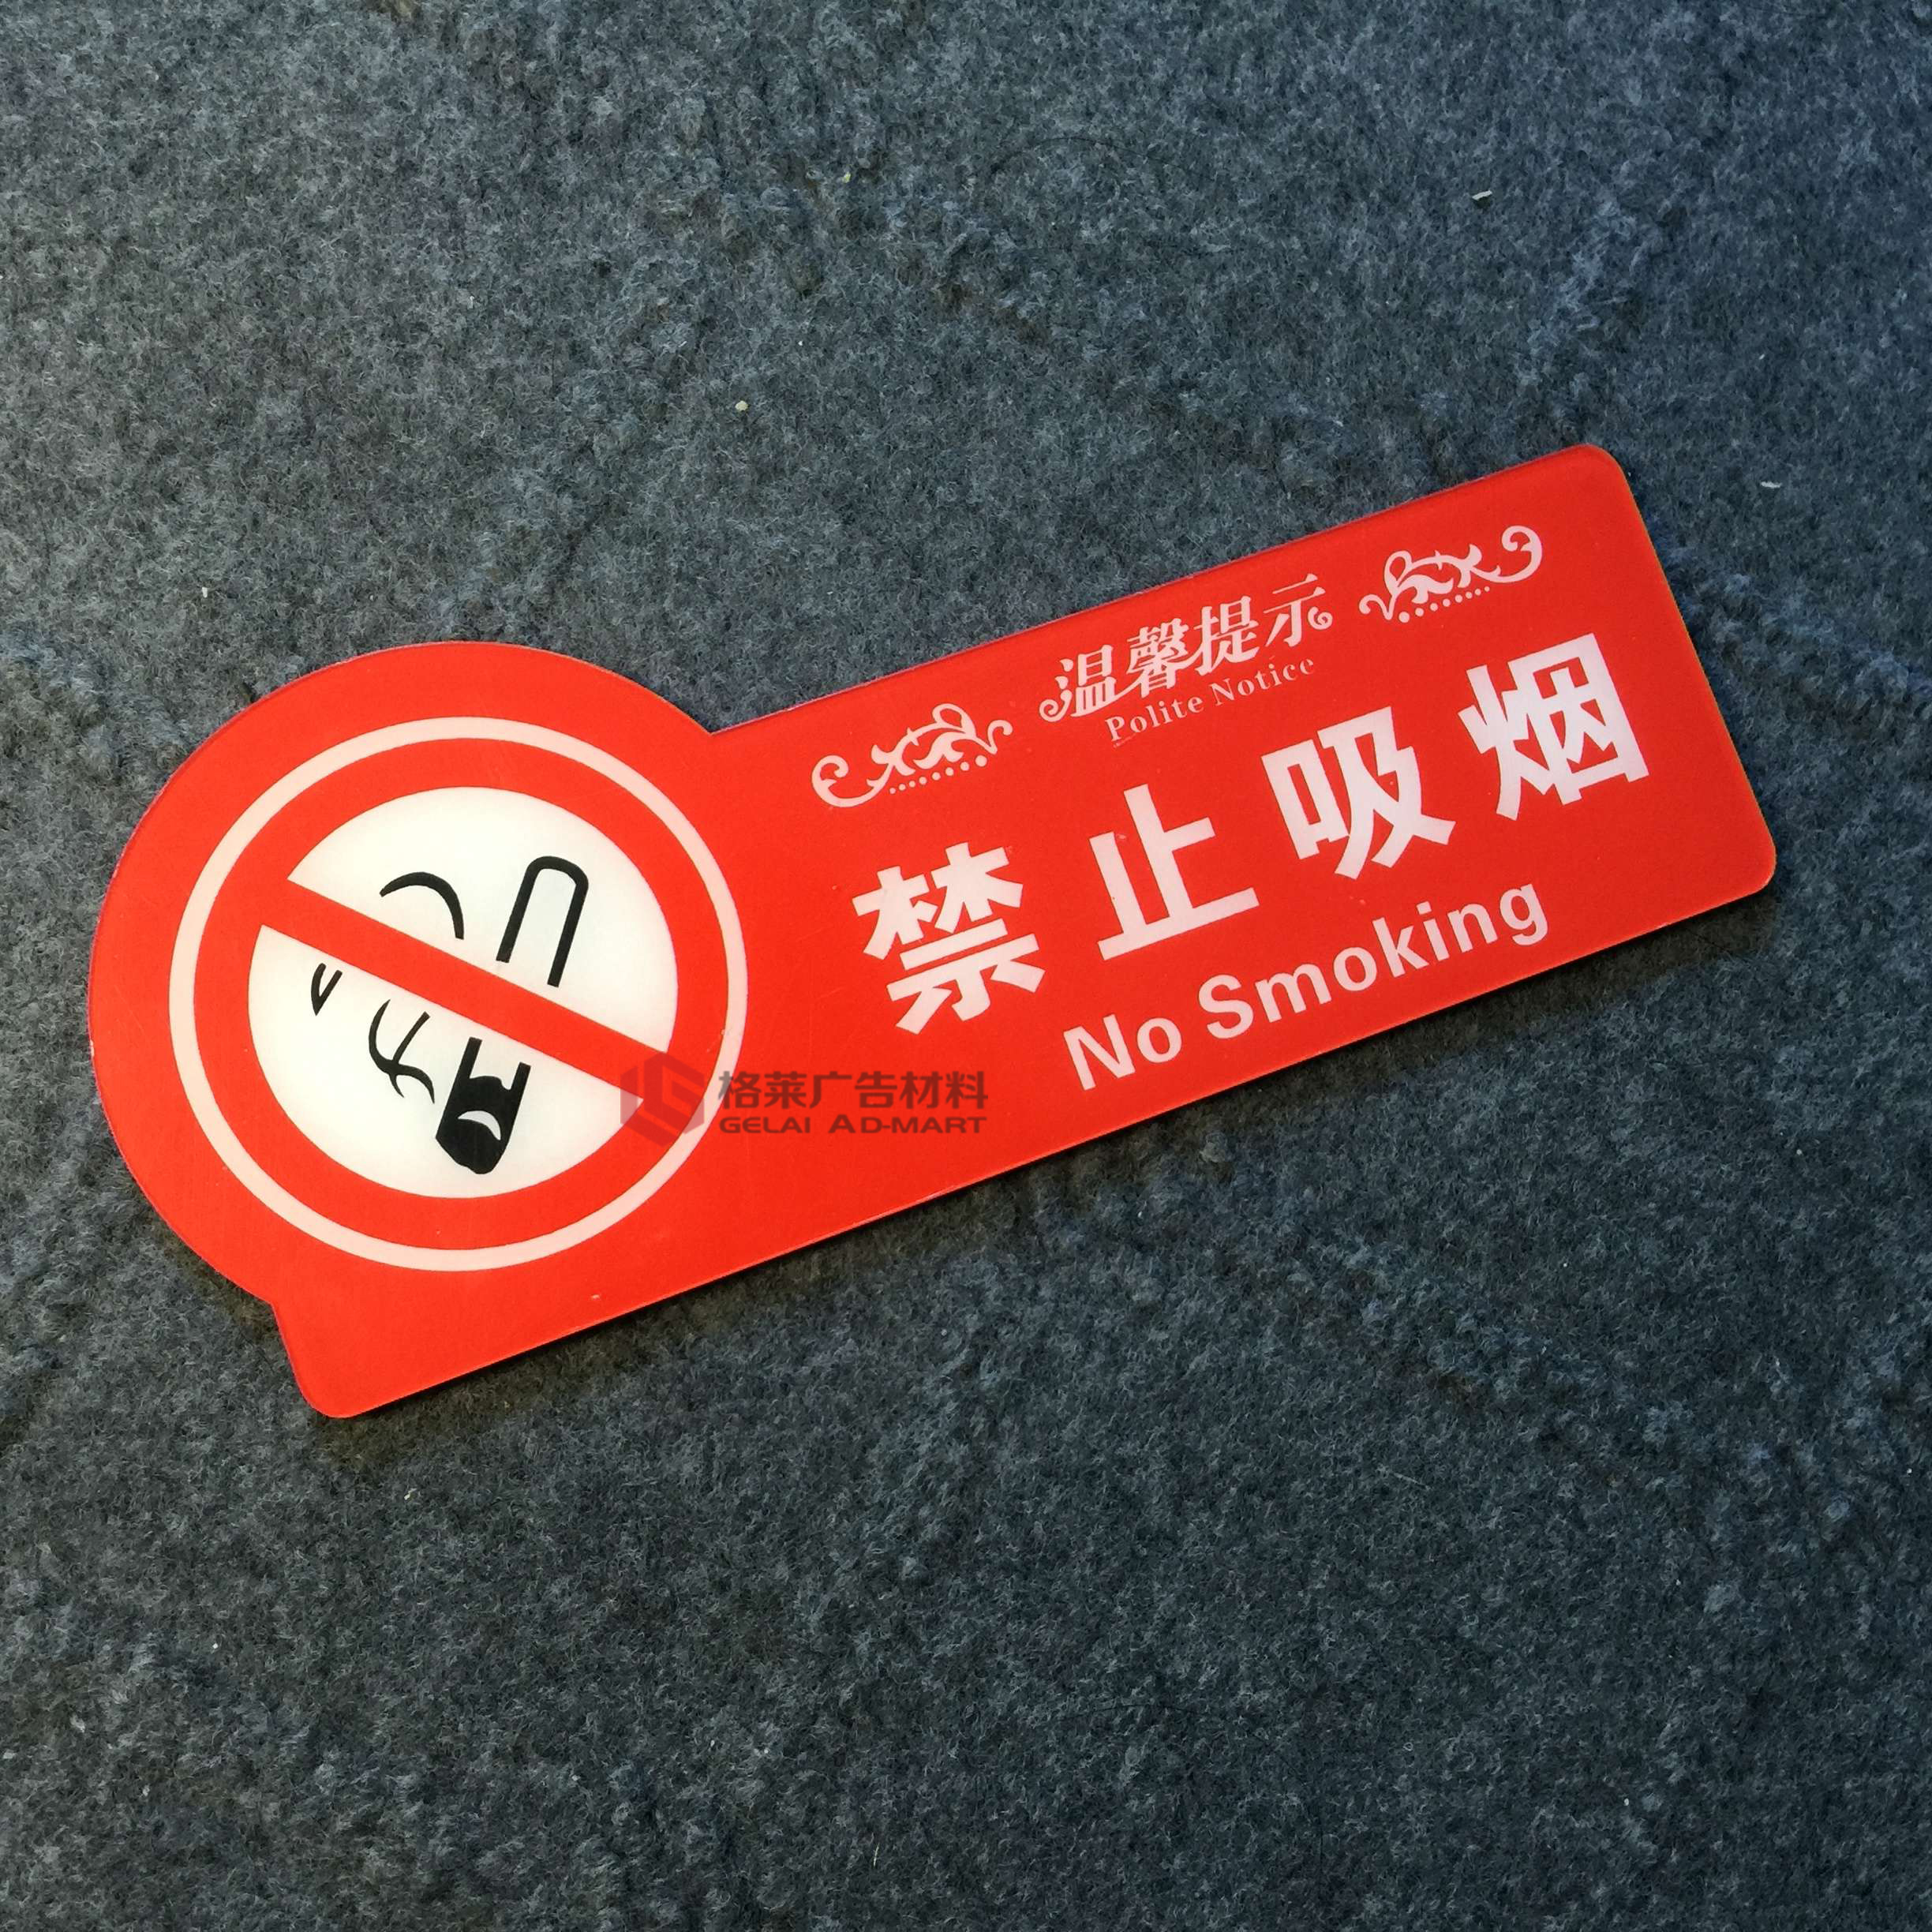 温馨提示
Polite Notice
禁止吸烟
No Smoking
格莱广告材料
GELAI AD-MART